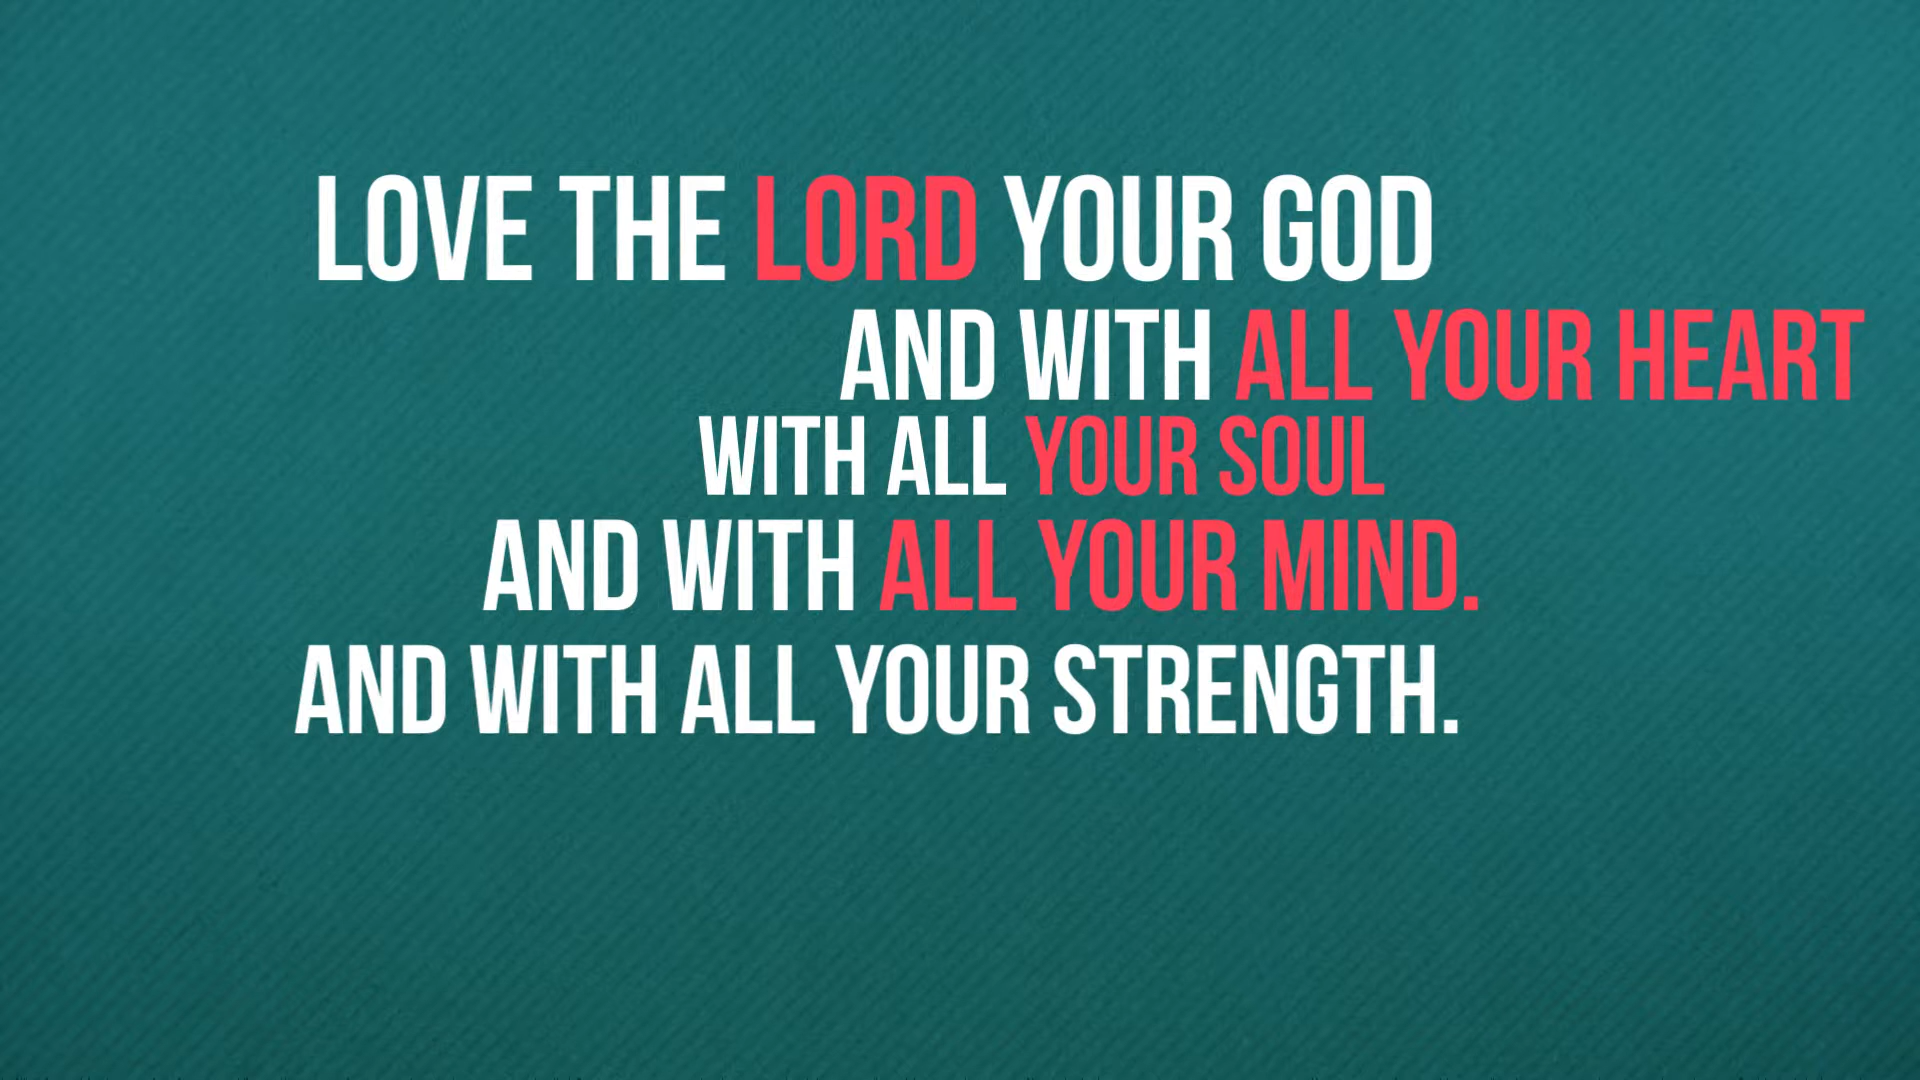 LOVE THE LORD YOUR GOD
AND WITH ALL YOUR HEART
WITH ALL YOUR SOUL
AND WITH ALL YOUR MIND.
AND WITH ALL YOUR STRENGTH.